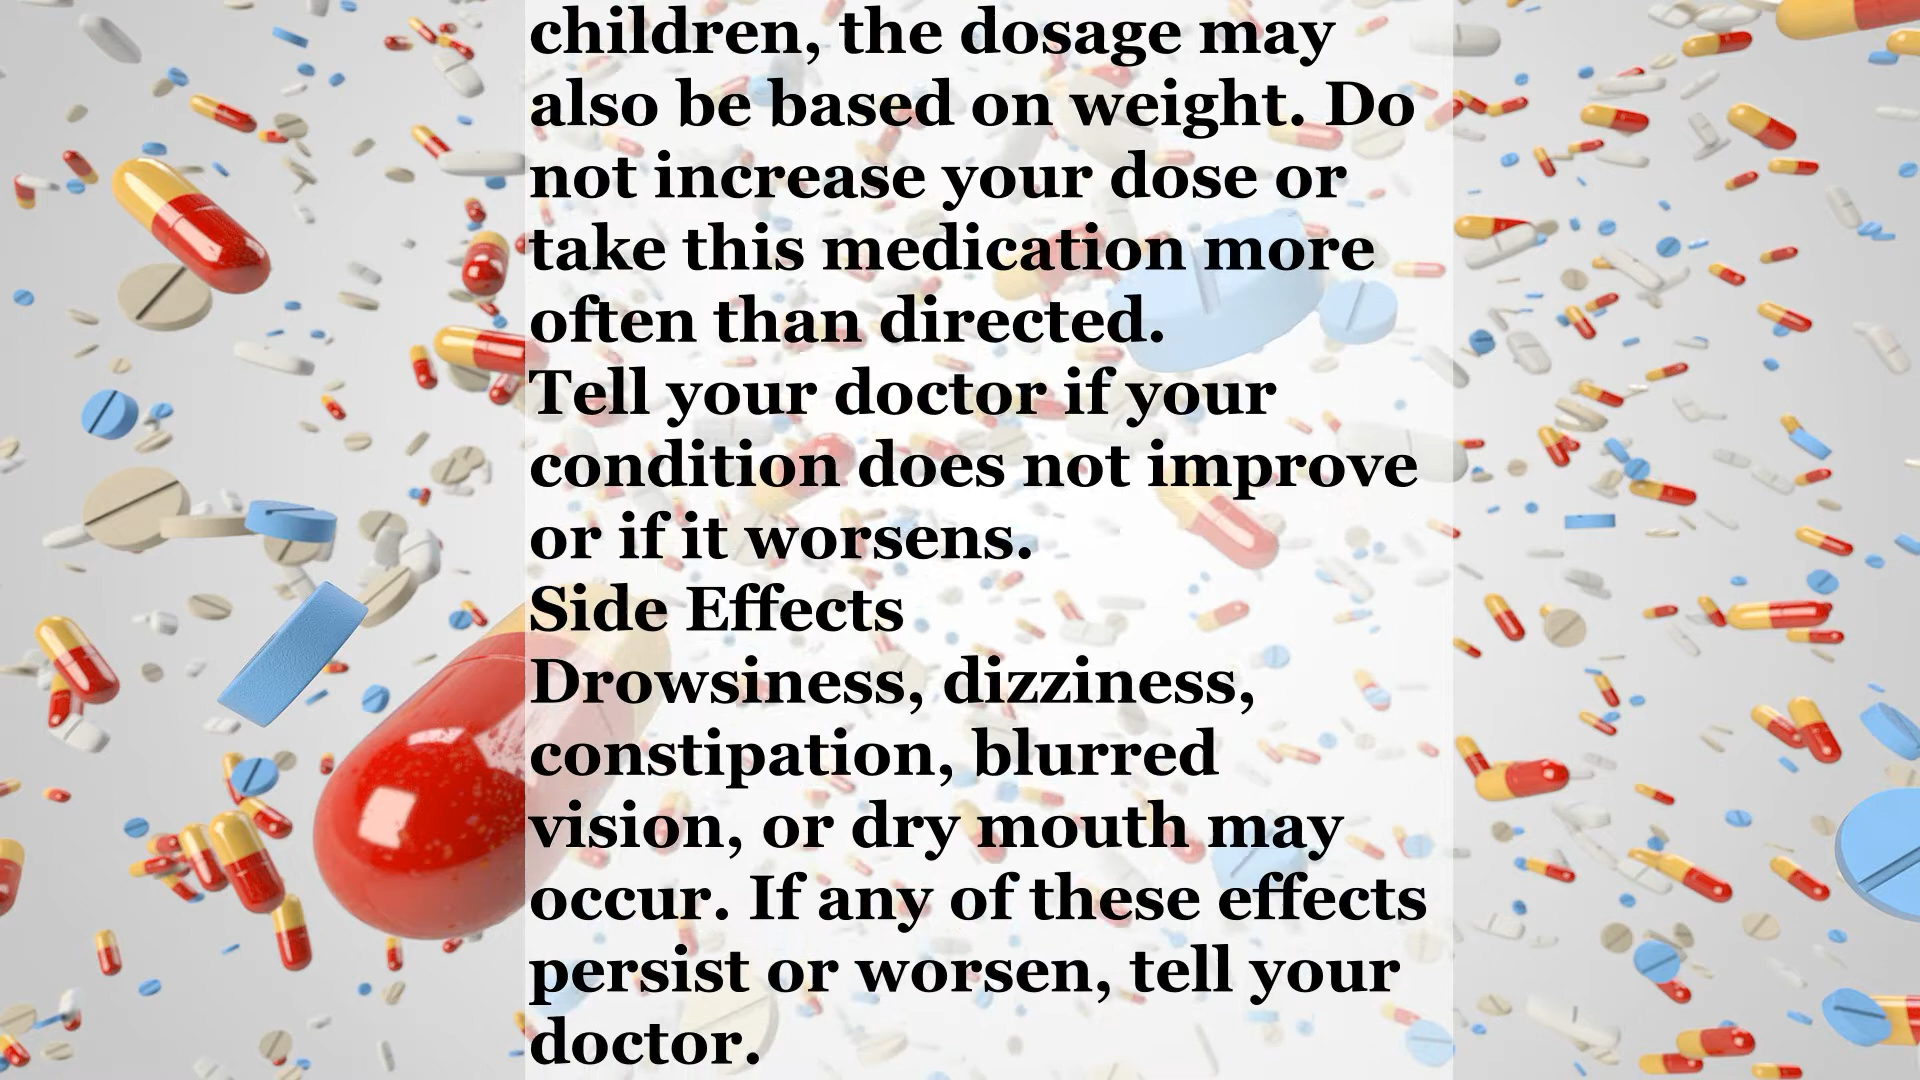 children, the dosage may
also be based on weight. Do
not increase your dose or
take this medication more
often than directed.
Tell your doctor if your
condition does not improve
or if it worsens.
Side Effects
Drowsiness, dizziness,
constipation, blurred
vision, or dry mouth may
occur. If any of these effects
persist or worsen, tell your
doctor.